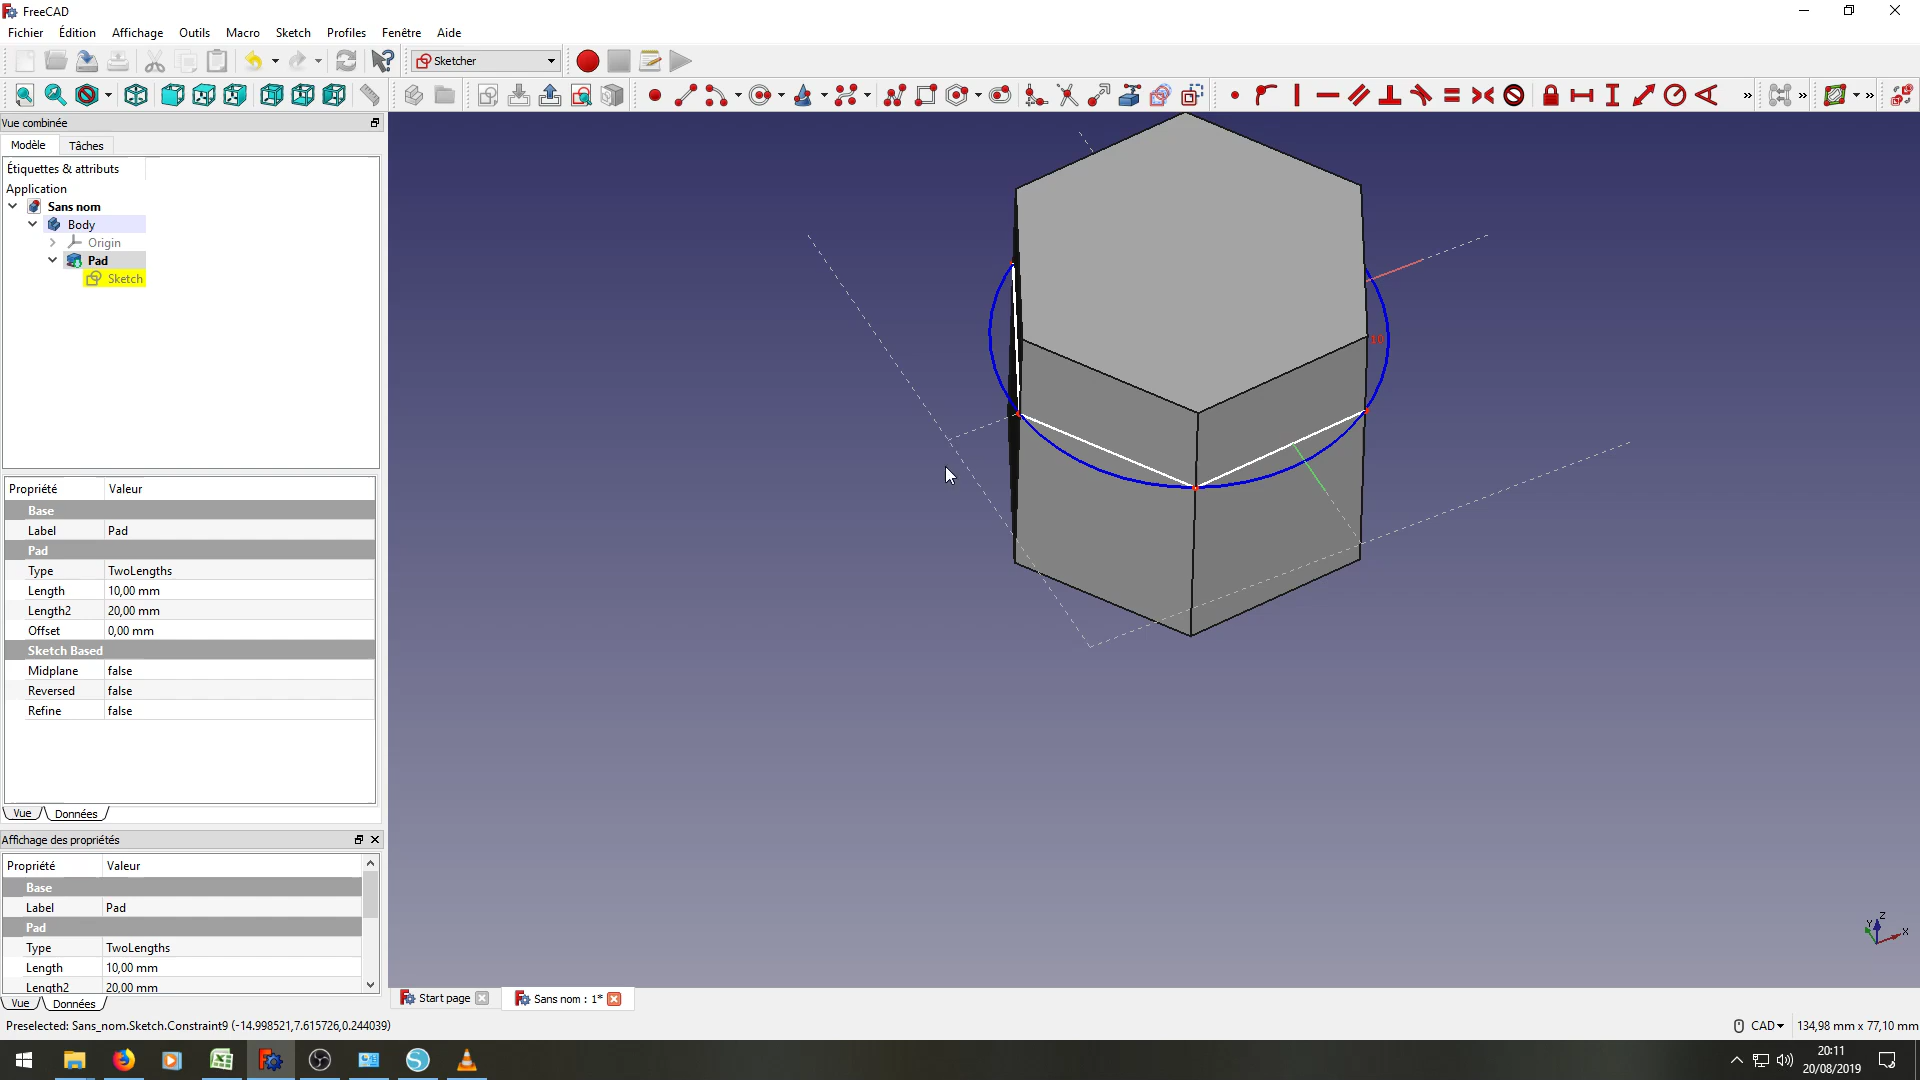 FreeCAD
Fichier Édition Affichage Outils Macro Sketch Profiles Fenêtre Aide
Sketcher
Vue combinée
Modèle Tâches
Étiquettes & attributs
Application
Sans nom
Body
Origin
Pad
Sketch
10
Propriété Valeur
Base
Label Pad
Pad
Type TwoLengths
Length 10,00 mm
Length2 20,00 mm
Offset 0,00 mm
Sketch Based
Midplane false
Reversed false
Refine false
Vue Données
Affichage des propriétés
Propriété Valeur
Base
Label Pad
Pad
Type TwoLengths
Length 10,00 mm
Length2 20,00 mm
Vue Données
Z
Y
X
Start page Sans nom : 1*
Preselected: Sans_nom.Sketch.Constraint9 (-14.998521,7.615726,0.244039)
CAD 134,98 mm x 77,10 mm
20:11
20/08/2019